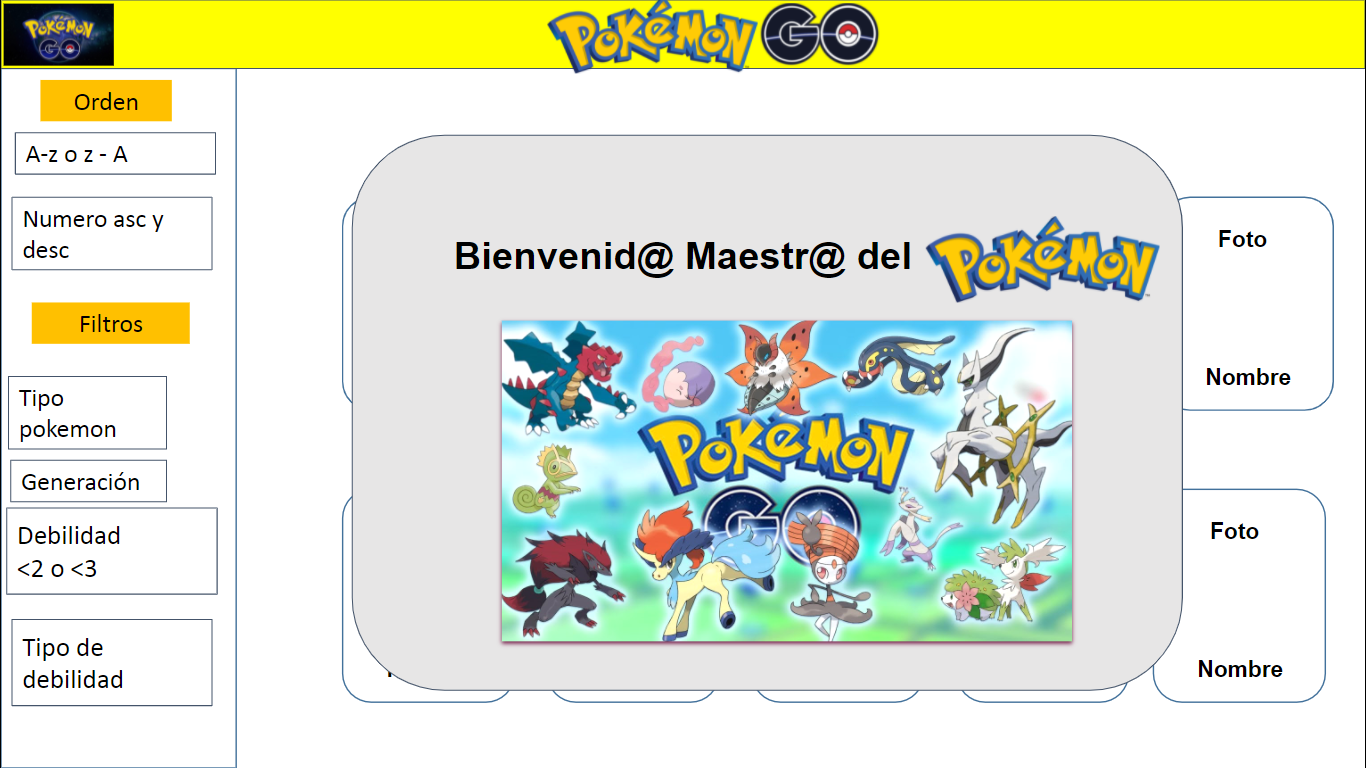 POKéMON
GO
POKéMON GO
Orden
A-z o z - A
Numero asc y
desc
Filtros
Tipo
pokemon
Generación
Debilidad
<2 o <3
Tipo de
debilidad
Bienvenid@ Maestr@ del POKéMON
POKéMON
GO
Foto
Nombre
Foto
Nombre